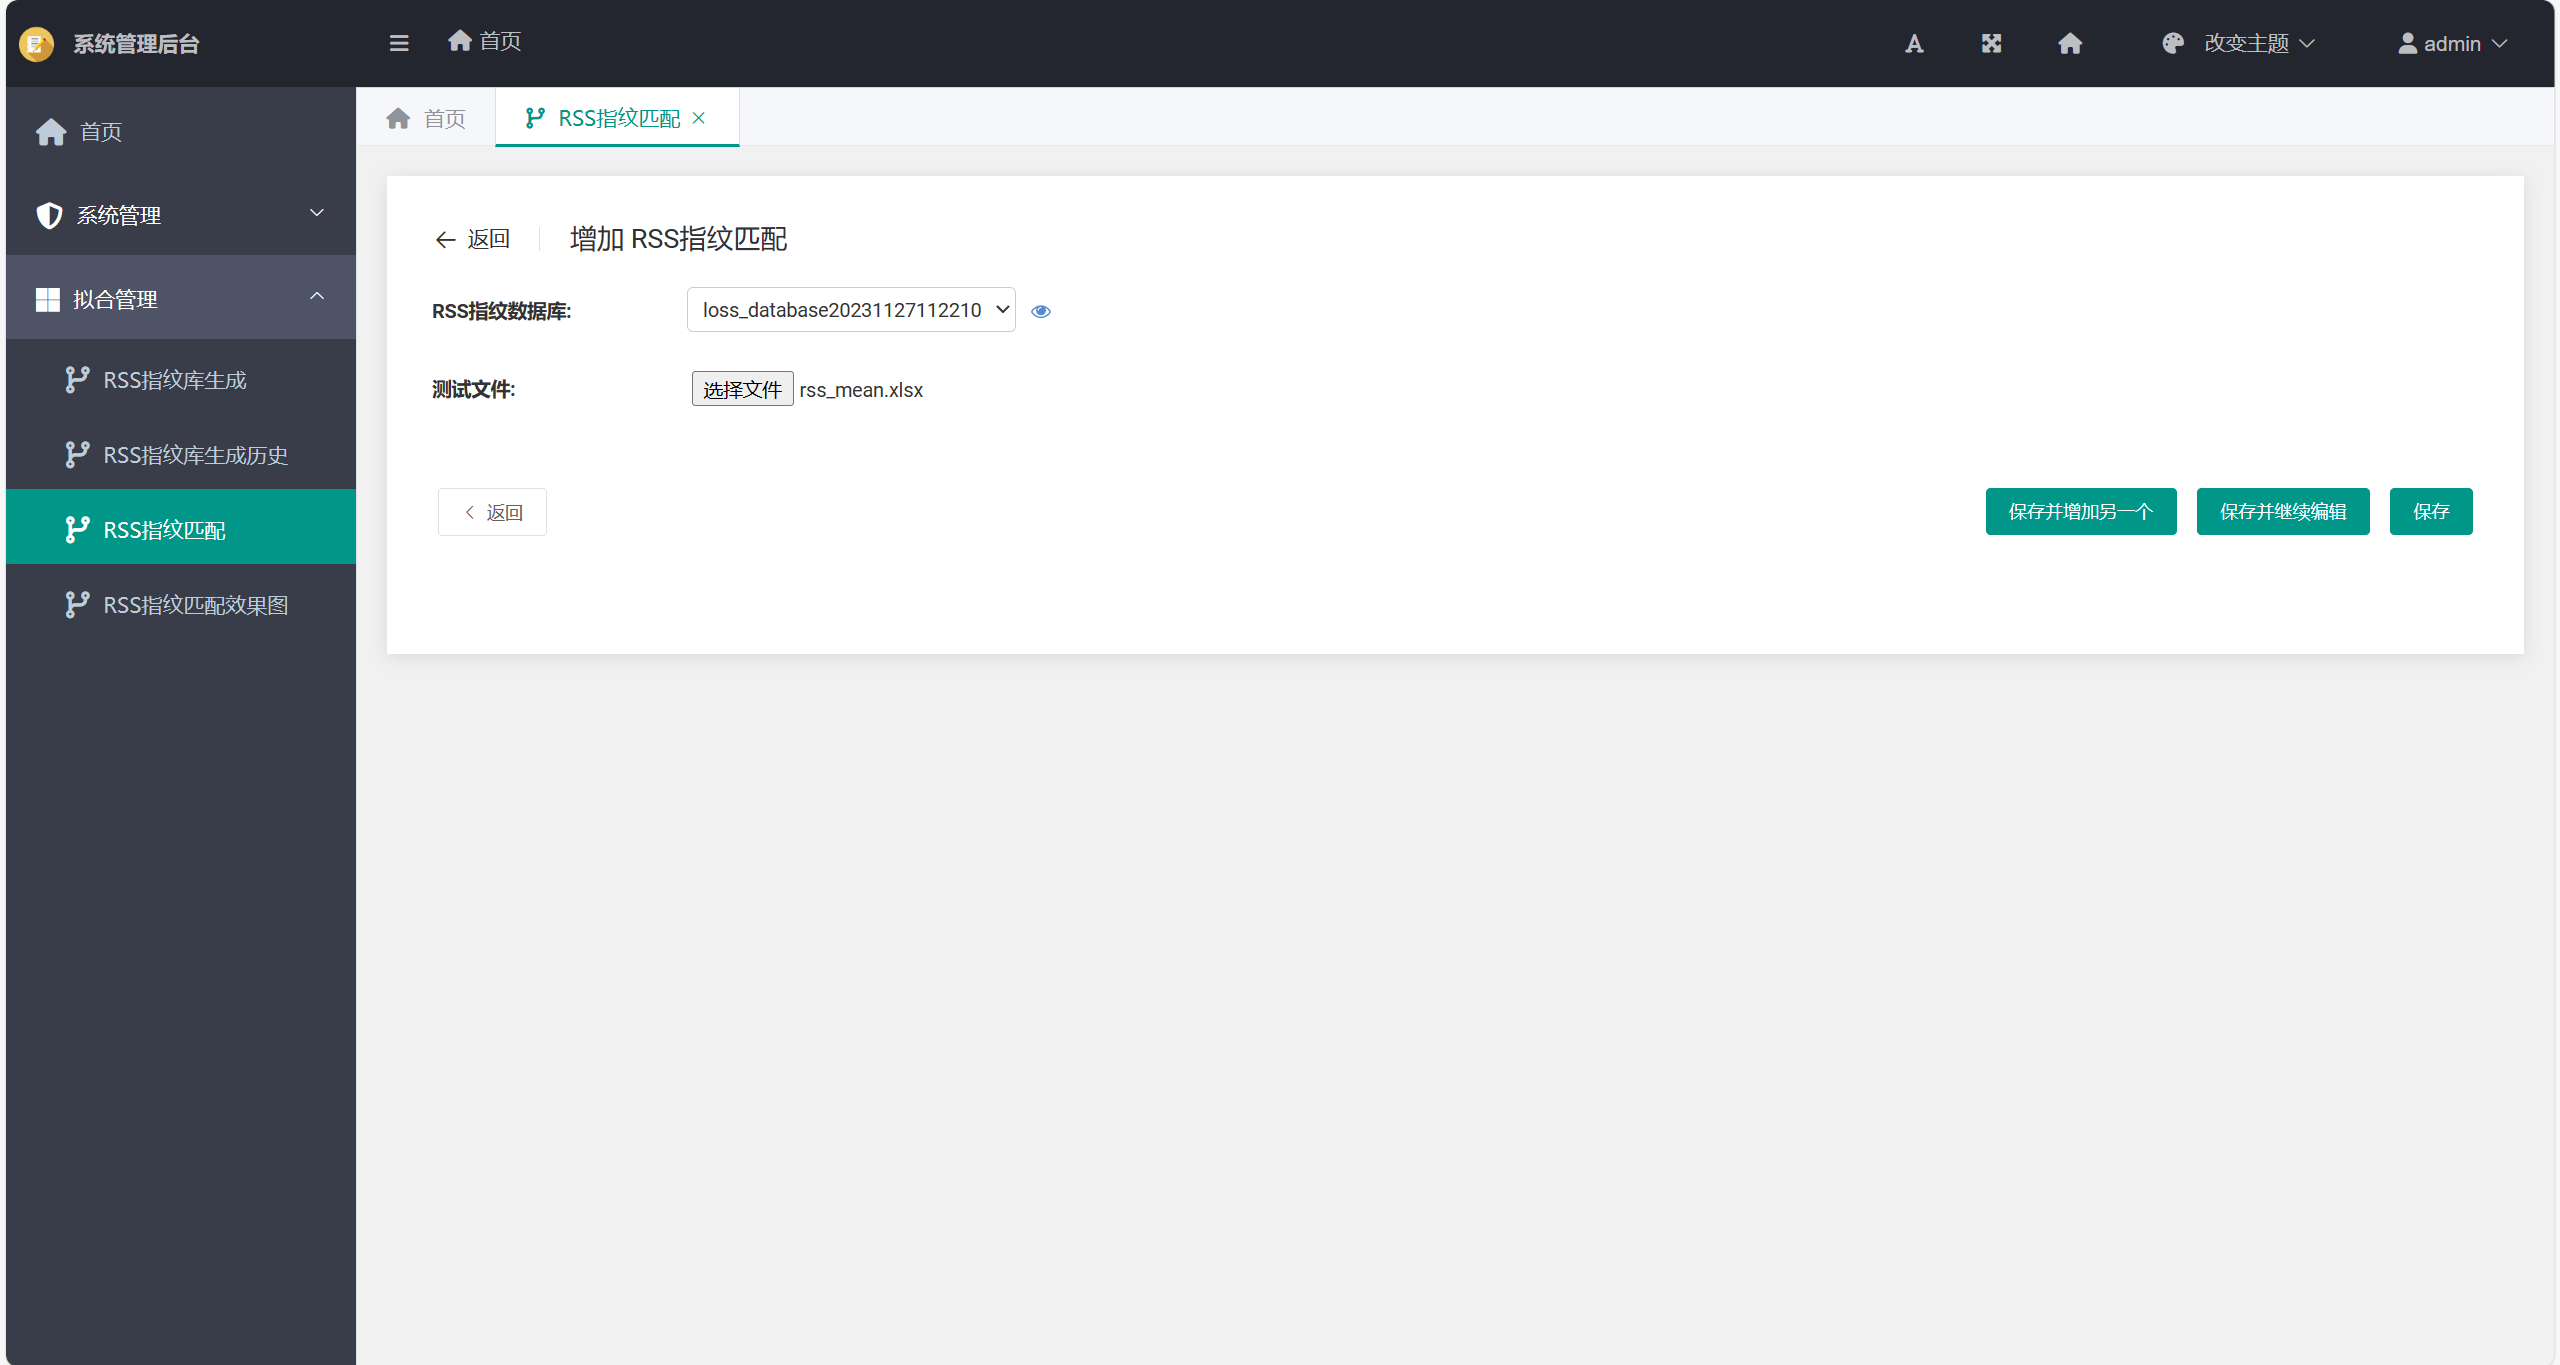 系统管理后台
首页
改变主题
admin
首页
系统管理
拟合管理
RSS指纹库生成
RSS指纹库生成历史
RSS指纹匹配
RSS指纹匹配效果图
首页
RSS指纹匹配
返回
增加 RSS指纹匹配
RSS指纹数据库:
loss_database20231127112210
测试文件:
选择文件 rss_mean.xlsx
返回
保存并增加另一个
保存并继续编辑
保存